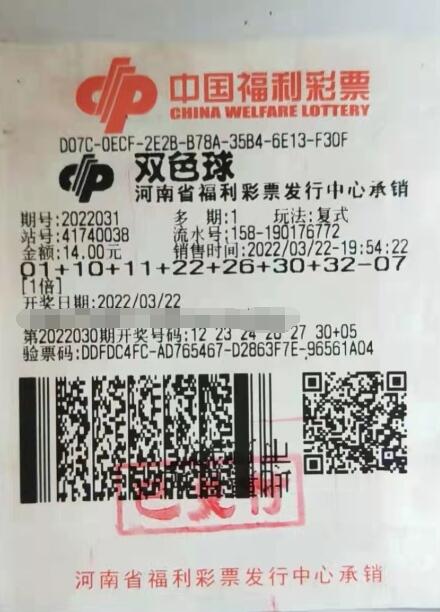 中国福利彩票
CHINA WELFARE LOTTERY
D07C-0ECF-2E2B-B78A-35B4-6E13-F30F
双色球
河南省福利彩票发行中心承销
期号:2022031 多期:1 玩法:复式
站号:41740038 流水号:158-190176772
金额:14.00元 销售时间:2022/03/22-19:54:22
01+10+11+22+26+30+32-07
[1倍]
开奖日期:2022/03/22
第2022030期开奖号码:12 23 24 26 27 30+05
验票码:DDFDC4FC-AD765467-D2863F7E-96561A04
已兑付
河南省福利彩票发行中心承销